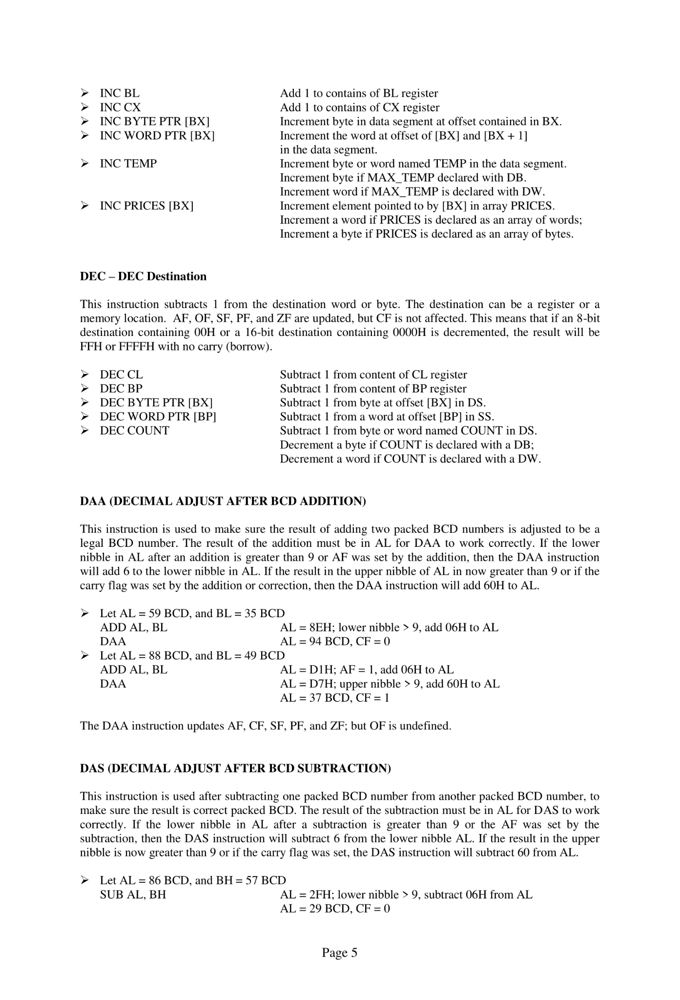 ➢ INC BL Add 1 to contains of BL register
➢ INC CX Add 1 to contains of CX register
➢ INC BYTE PTR [BX] Increment byte in data segment at offset contained in BX.
➢ INC WORD PTR [BX] Increment the word at offset of [BX] and [BX + 1]
in the data segment.
➢ INC TEMP Increment byte or word named TEMP in the data segment.
Increment byte if MAX_TEMP declared with DB.
Increment word if MAX_TEMP is declared with DW.
➢ INC PRICES [BX] Increment element pointed to by [BX] in array PRICES.
Increment a word if PRICES is declared as an array of words;
Increment a byte if PRICES is declared as an array of bytes.
DEC – DEC Destination
This instruction subtracts 1 from the destination word or byte. The destination can be a register or a
memory location. AF, OF, SF, PF, and ZF are updated, but CF is not affected. This means that if an 8-bit
destination containing 00H or a 16-bit destination containing 0000H is decremented, the result will be
FFH or FFFFH with no carry (borrow).
➢ DEC CL Subtract 1 from content of CL register
➢ DEC BP Subtract 1 from content of BP register
➢ DEC BYTE PTR [BX] Subtract 1 from byte at offset [BX] in DS.
➢ DEC WORD PTR [BP] Subtract 1 from a word at offset [BP] in SS.
➢ DEC COUNT Subtract 1 from byte or word named COUNT in DS.
Decrement a byte if COUNT is declared with a DB;
Decrement a word if COUNT is declared with a DW.
DAA (DECIMAL ADJUST AFTER BCD ADDITION)
This instruction is used to make sure the result of adding two packed BCD numbers is adjusted to be a
legal BCD number. The result of the addition must be in AL for DAA to work correctly. If the lower
nibble in AL after an addition is greater than 9 or AF was set by the addition, then the DAA instruction
will add 6 to the lower nibble in AL. If the result in the upper nibble of AL in now greater than 9 or if the
carry flag was set by the addition or correction, then the DAA instruction will add 60H to AL.
➢ Let AL = 59 BCD, and BL = 35 BCD
ADD AL, BL AL = 8EH; lower nibble > 9, add 06H to AL
DAA AL = 94 BCD, CF = 0
➢ Let AL = 88 BCD, and BL = 49 BCD
ADD AL, BL AL = D1H; AF = 1, add 06H to AL
DAA AL = D7H; upper nibble > 9, add 60H to AL
AL = 37 BCD, CF = 1
The DAA instruction updates AF, CF, SF, PF, and ZF; but OF is undefined.
DAS (DECIMAL ADJUST AFTER BCD SUBTRACTION)
This instruction is used after subtracting one packed BCD number from another packed BCD number, to
make sure the result is correct packed BCD. The result of the subtraction must be in AL for DAS to work
correctly. If the lower nibble in AL after a subtraction is greater than 9 or the AF was set by the
subtraction, then the DAS instruction will subtract 6 from the lower nibble AL. If the result in the upper
nibble is now greater than 9 or if the carry flag was set, the DAS instruction will subtract 60 from AL.
➢ Let AL = 86 BCD, and BH = 57 BCD
SUB AL, BH AL = 2FH; lower nibble > 9, subtract 06H from AL
AL = 29 BCD, CF = 0
Page 5